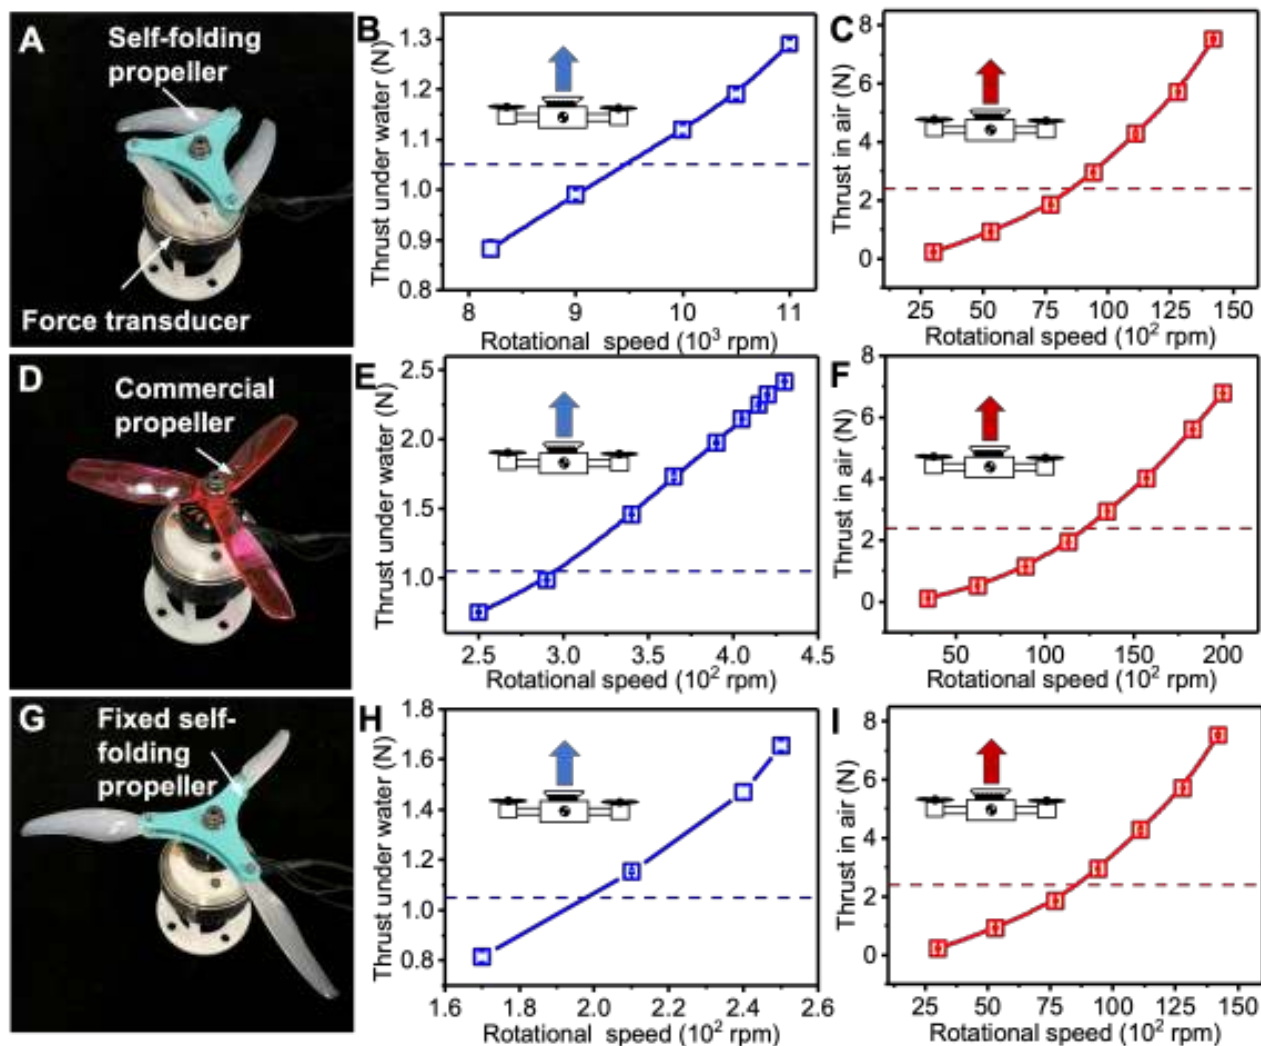 A
Self-folding
propeller
Force transducer
B
Thrust under water (N)
1.3
1.2
1.1
1.0
0.9
0.8
8
9
10
11
Rotational speed (10³ rpm)
C
Thrust in air (N)
8
6
4
2
0
25
50
75
100
125
150
Rotational speed (10² rpm)
D
Commercial
propeller
E
Thrust under water (N)
2.5
2.0
1.5
1.0
2.5
3.0
3.5
4.0
4.5
Rotational speed (10² rpm)
F
Thrust in air (N)
8
6
4
2
0
50
100
150
200
Rotational speed (10² rpm)
G
Fixed self-
folding
propeller
H
Thrust under water (N)
1.8
1.6
1.4
1.2
1.0
0.8
1.6
1.8
2.0
2.2
2.4
2.6
Rotational speed (10² rpm)
I
Thrust in air (N)
8
6
4
2
0
25
50
75
100
125
150
Rotational speed (10² rpm)